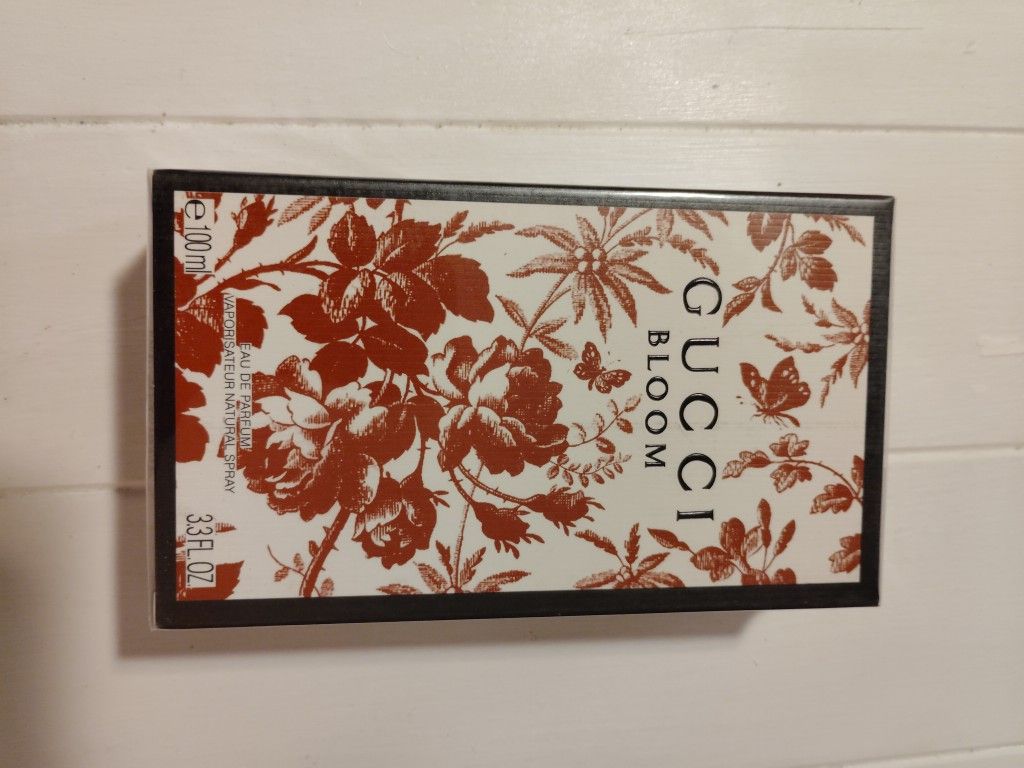 GUCCI
BLOOM
EAU DE PARFUM
VAPORISATEUR NATURAL SPRAY
e 100 ml
3.3 FL.OZ.